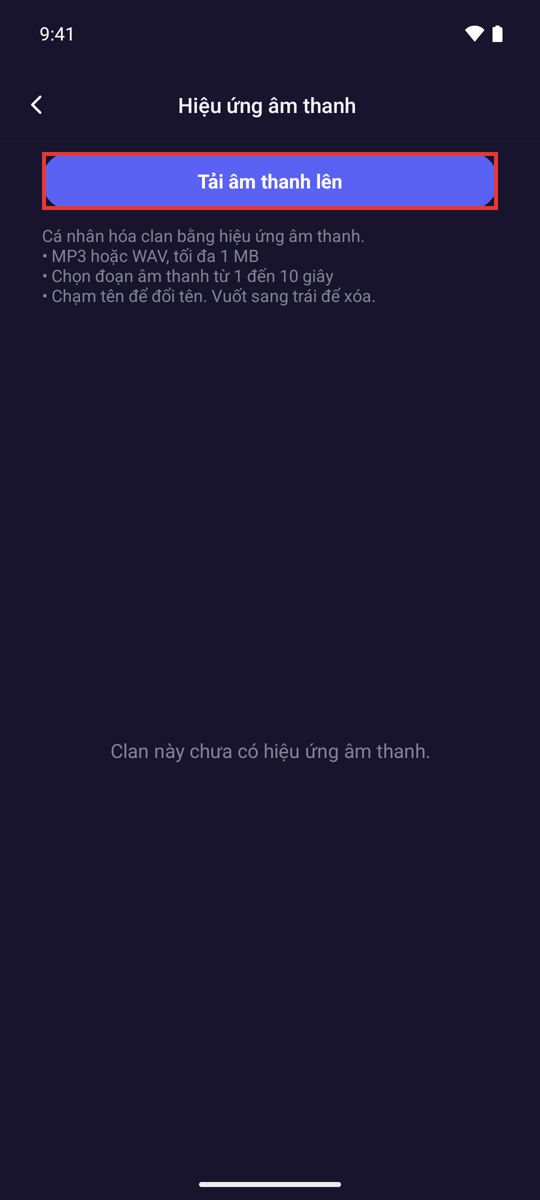 9:41
Hiệu ứng âm thanh
Tải âm thanh lên
Cá nhân hóa clan bằng hiệu ứng âm thanh.
• MP3 hoặc WAV, tối đa 1 MB
• Chọn đoạn âm thanh từ 1 đến 10 giây
• Chạm tên để đổi tên. Vuốt sang trái để xóa.
Clan này chưa có hiệu ứng âm thanh.